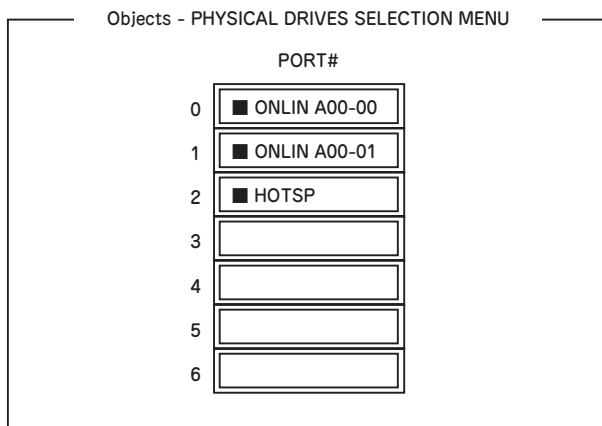 Objects - PHYSICAL DRIVES SELECTION MENU
PORT#
0 ■ ONLIN A00-00
1 ■ ONLIN A00-01
2 ■ HOTSP
3
4
5
6